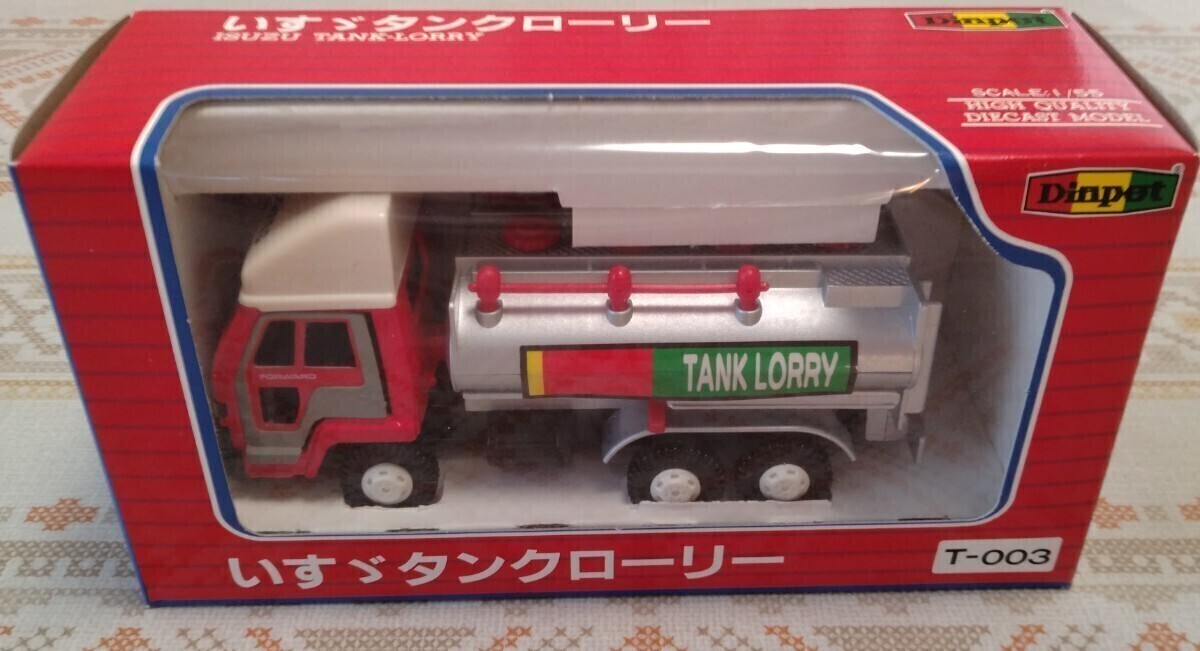 いすゞタンクローリー
ISUZU TANK-LORRY
Dinpot ®
SCALE:1/55
HIGH QUALITY
DIECAST MODEL
Dinpot ®
FORWARD
TANK LORRY
いすゞタンクローリー
T-003